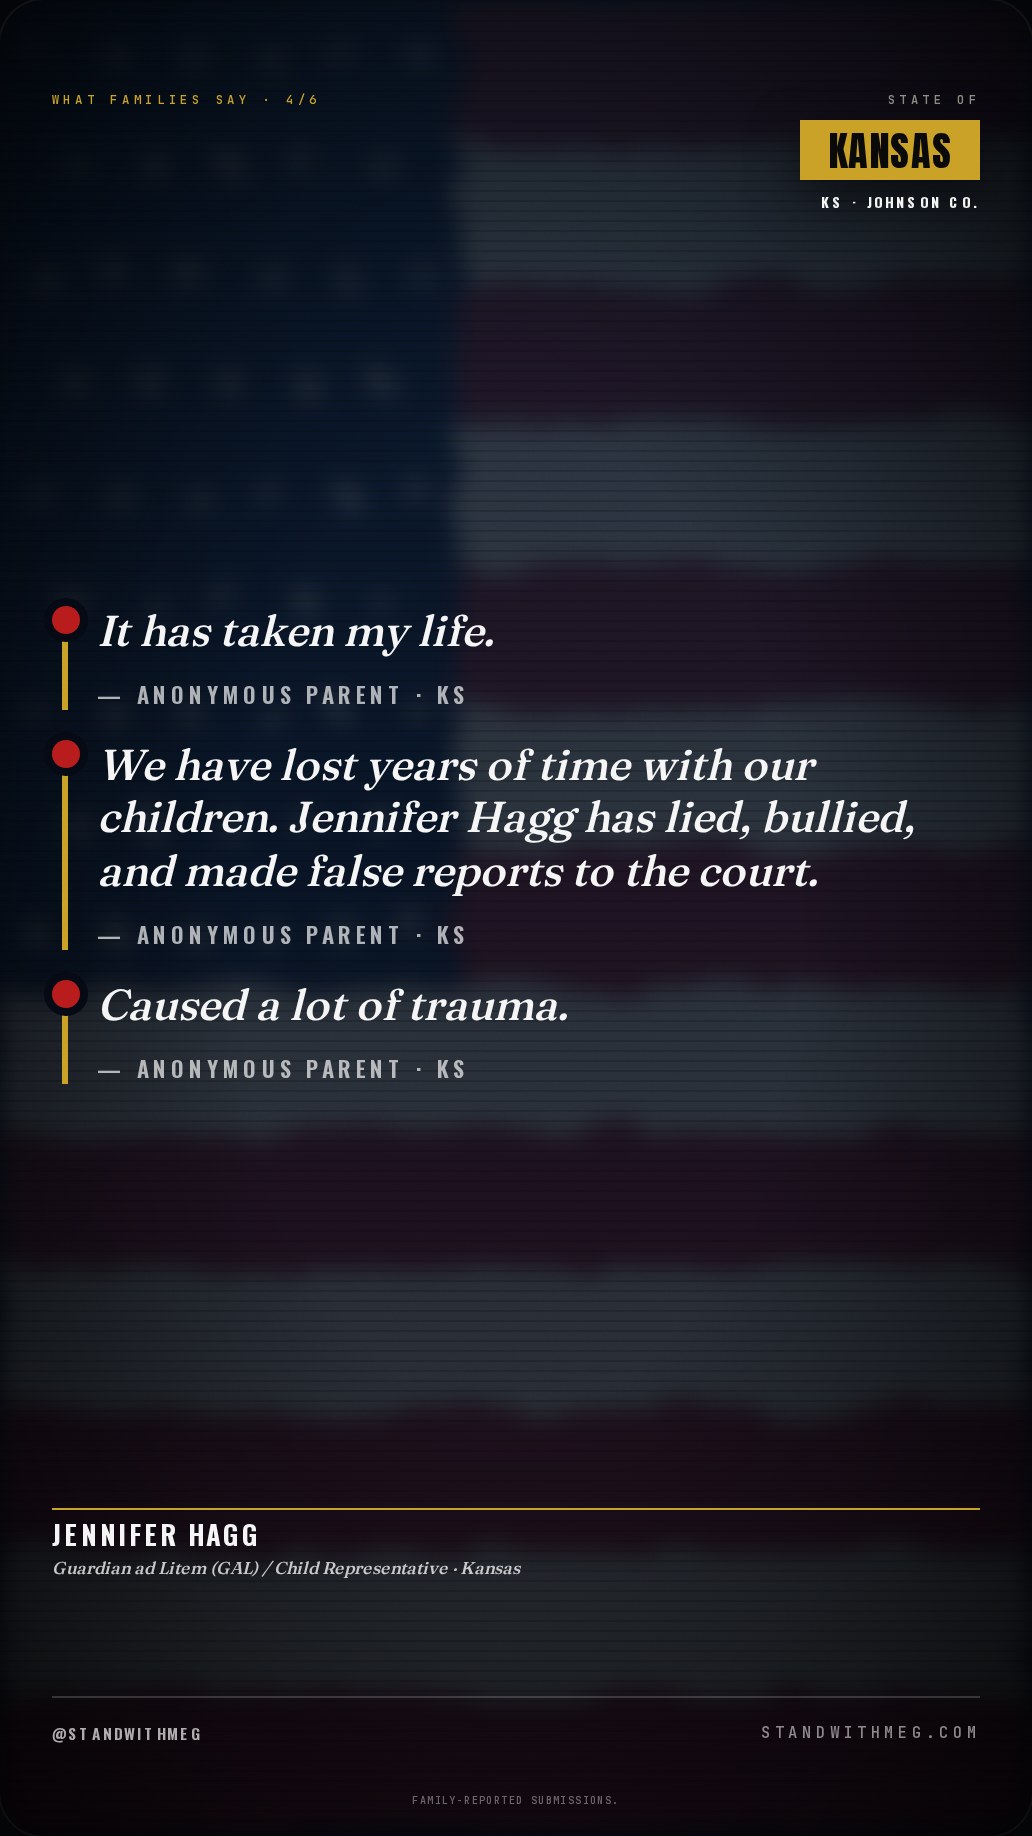 WHAT FAMILIES SAY · 4/6
STATE OF
KANSAS
KS · JOHNSON CO.
It has taken my life.
— ANONYMOUS PARENT · KS
We have lost years of time with our
children. Jennifer Hagg has lied, bullied,
and made false reports to the court.
— ANONYMOUS PARENT · KS
Caused a lot of trauma.
— ANONYMOUS PARENT · KS
JENNIFER HAGG
Guardian ad Litem (GAL) / Child Representative · Kansas
@STANDWITHMEG
STANDWITHMEG.COM
FAMILY-REPORTED SUBMISSIONS.